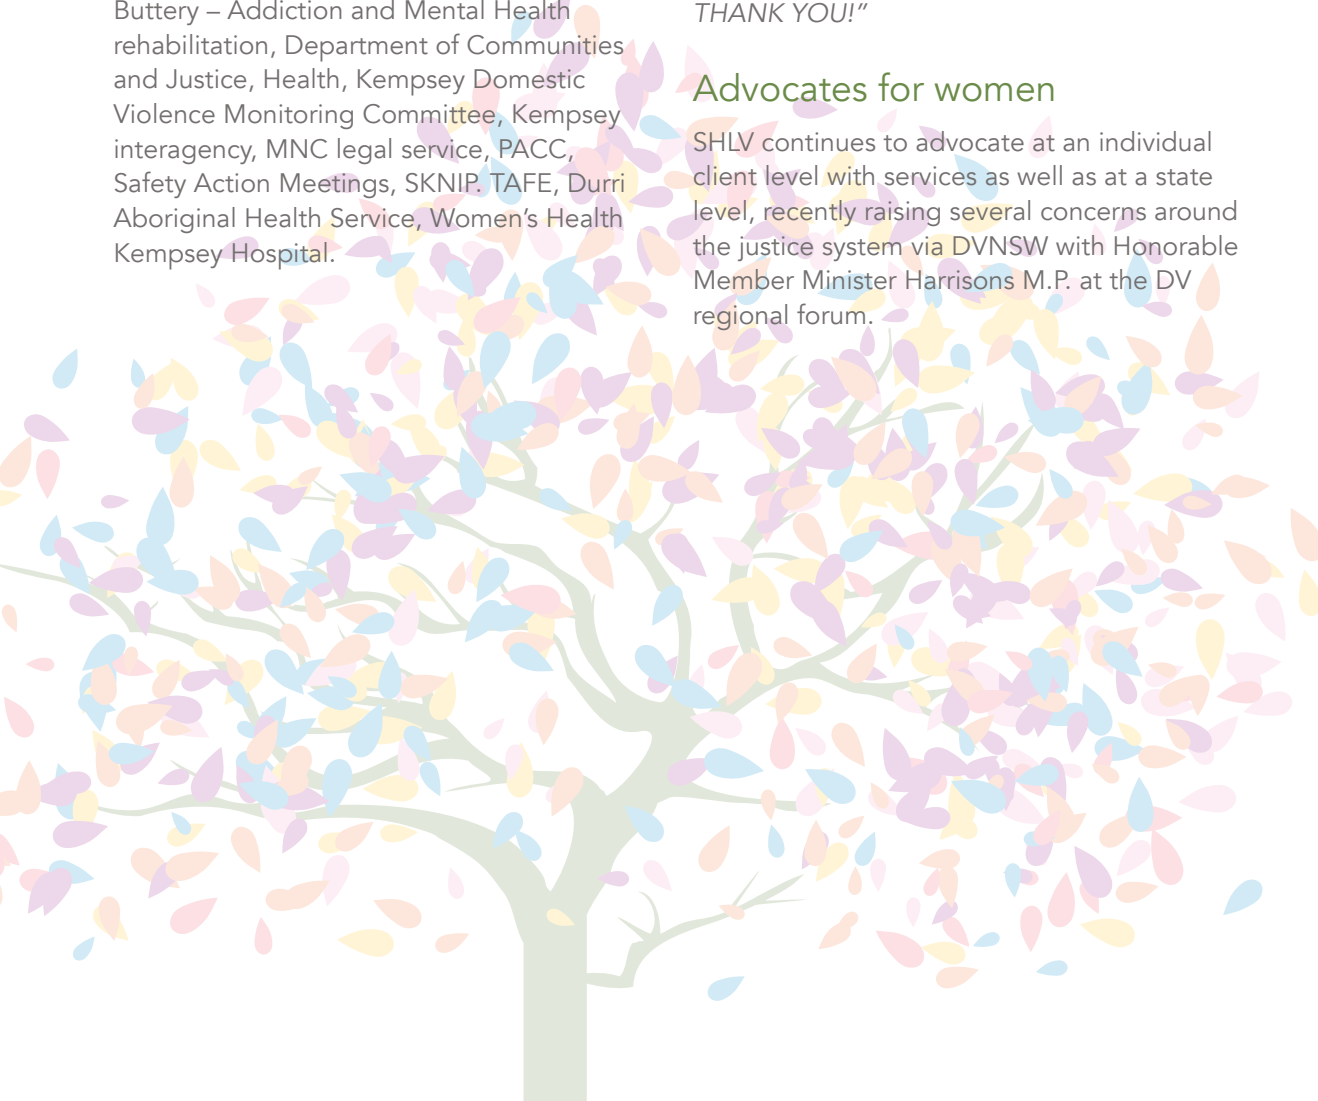 Buttery – Addiction and Mental Health
rehabilitation, Department of Communities
and Justice, Health, Kempsey Domestic
Violence Monitoring Committee, Kempsey
interagency, MNC legal service, PACC,
Safety Action Meetings, SKNIP. TAFE, Durri
Aboriginal Health Service, Women’s Health
Kempsey Hospital.
THANK YOU!”
Advocates for women
SHLV continues to advocate at an individual
client level with services as well as at a state
level, recently raising several concerns around
the justice system via DVNSW with Honorable
Member Minister Harrisons M.P. at the DV
regional forum.